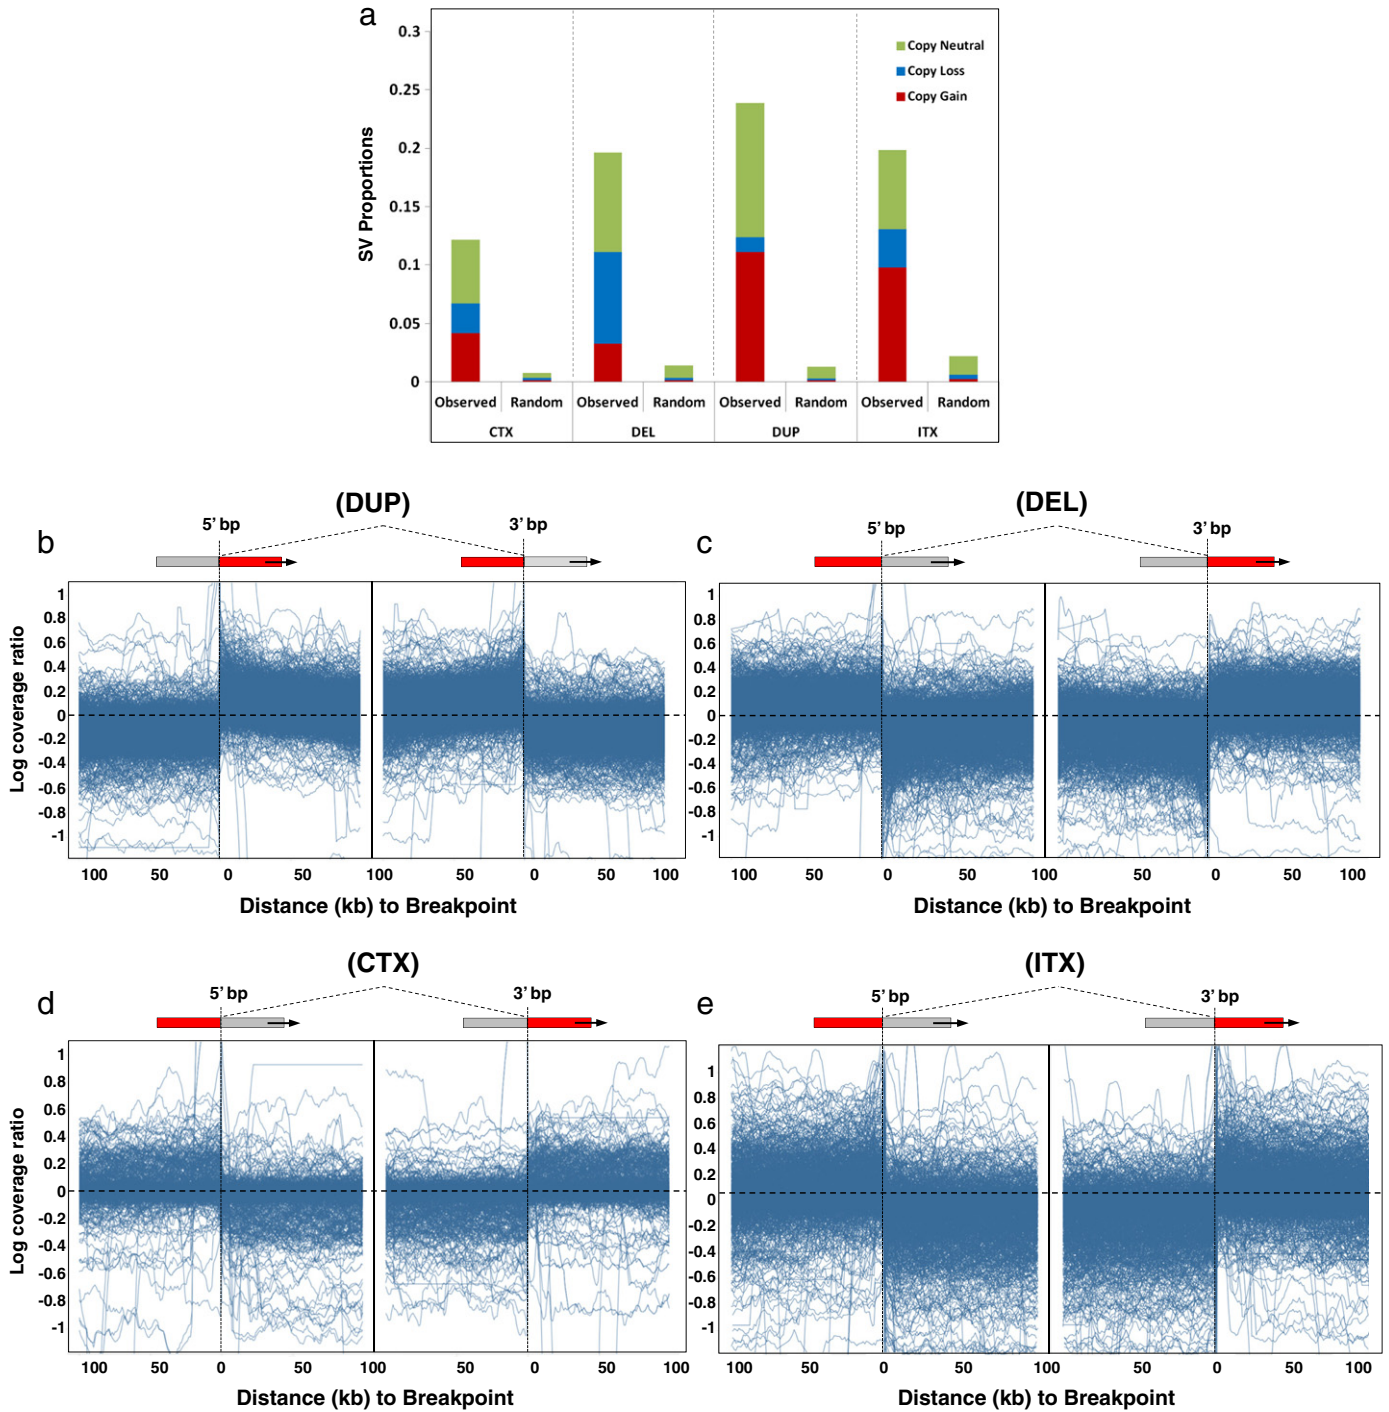 a
0.3
0.25
0.2
0.15
0.1
0.05
0
SV Proportions
Copy Neutral
Copy Loss
Copy Gain
Observed Random Observed Random Observed Random Observed Random
CTX DEL DUP ITX
b
(DUP)
5' bp 3' bp
1
0.8
0.6
0.4
0.2
0
-0.2
-0.4
-0.6
-0.8
-1
Log coverage ratio
100 50 0 50 100 50 0 50 100
Distance (kb) to Breakpoint
c
(DEL)
5' bp 3' bp
1
0.8
0.6
0.4
0.2
0
-0.2
-0.4
-0.6
-0.8
-1
100 50 0 50 100 50 0 50 100
Distance (kb) to Breakpoint
d
(CTX)
5' bp 3' bp
1
0.8
0.6
0.4
0.2
0
-0.2
-0.4
-0.6
-0.8
-1
Log coverage ratio
100 50 0 50 100 50 0 50 100
Distance (kb) to Breakpoint
e
(ITX)
5' bp 3' bp
1
0.8
0.6
0.4
0.2
0
-0.2
-0.4
-0.6
-0.8
-1
100 50 0 50 100 50 0 50 100
Distance (kb) to Breakpoint